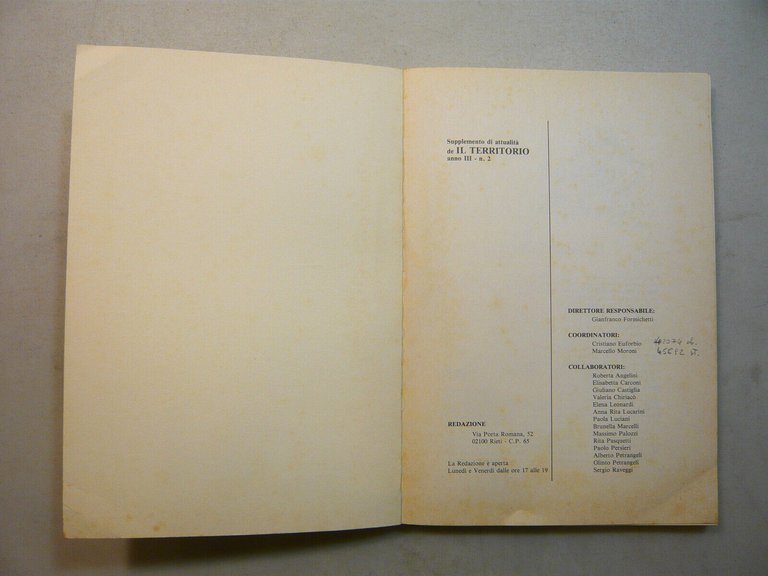 Supplemento di attualità
de IL TERRITORIO
anno III - n. 2
REDAZIONE
Via Porta Romana, 52
02100 Rieti - C.P. 65
La Redazione è aperta
Lunedì e Venerdì dalle ore 17 alle 19
DIRETTORE RESPONSABILE:
Gianfranco Formichetti
COORDINATORI:
Cristiano Euforbio
Marcello Moroni
COLLABORATORI:
Roberta Angelini
Elisabetta Carconi
Giuliano Castiglia
Valeria Chiriacò
Elena Leonardi
Anna Rita Lucarini
Paola Luciani
Brunella Marcelli
Massimo Palozzi
Rita Pasquetti
Paolo Persieri
Alberto Petrangeli
Olinto Petrangeli
Sergio Raveggi